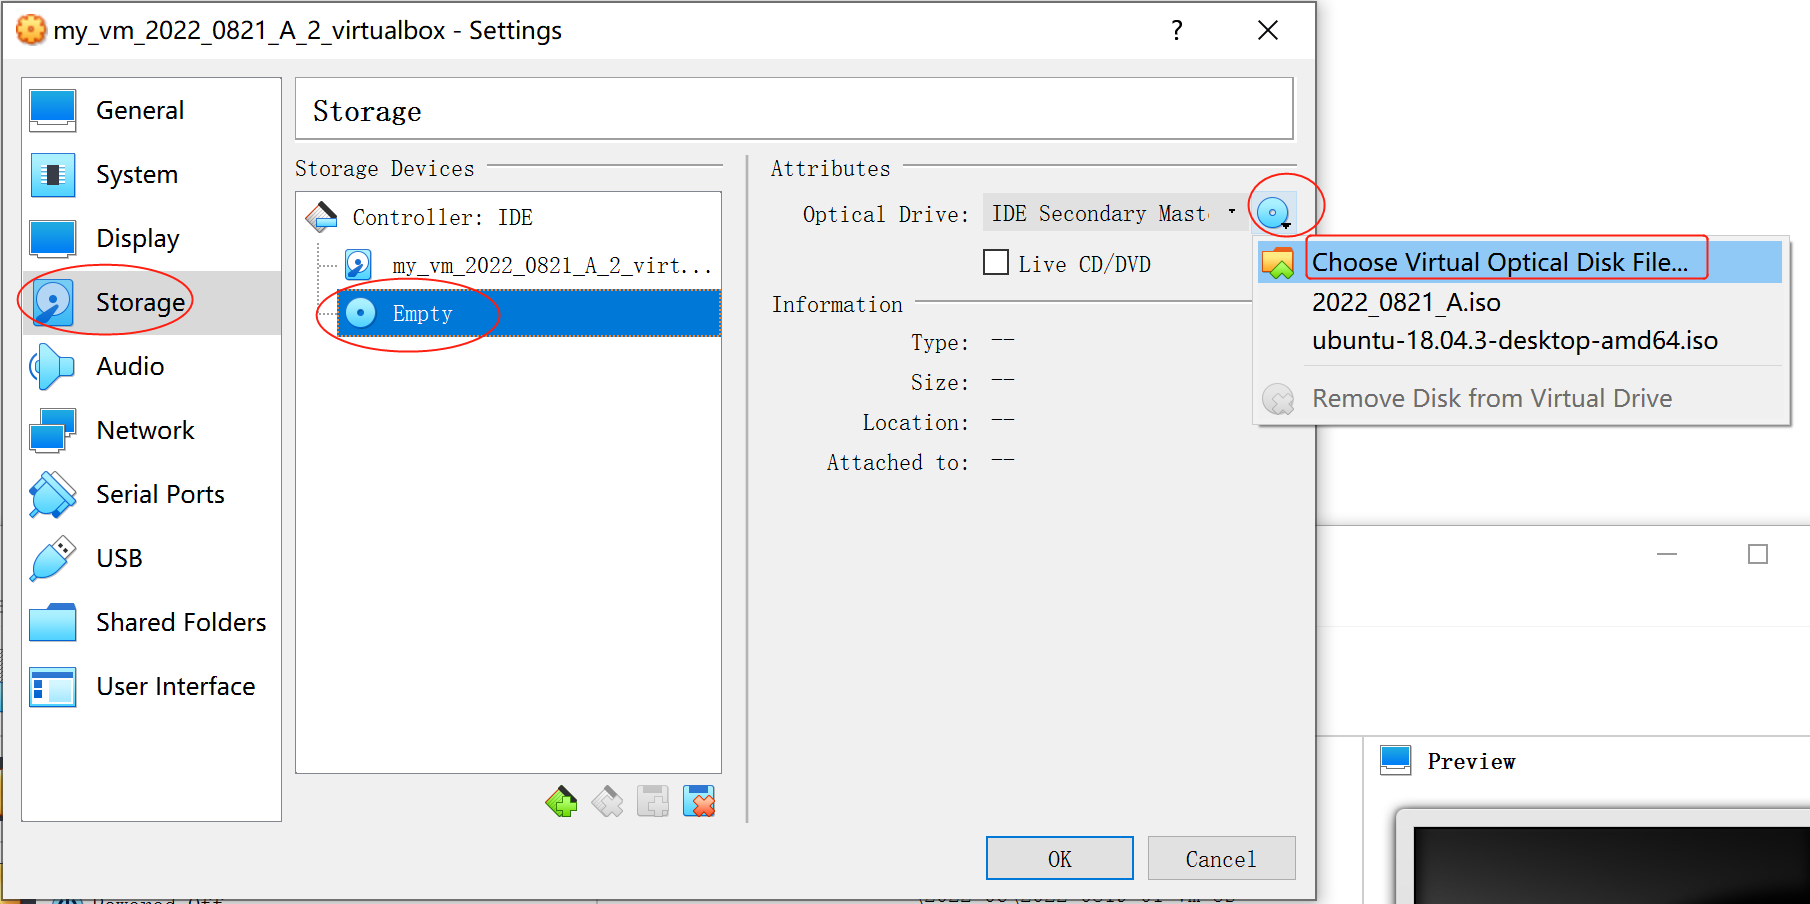 my_vm_2022_0821_A_2_virtualbox - Settings
?
General
System
Display
Storage
Audio
Network
Serial Ports
USB
Shared Folders
User Interface
Storage
Storage Devices
Controller: IDE
my_vm_2022_0821_A_2_virt...
Empty
Attributes
Optical Drive: IDE Secondary Mast
Live CD/DVD
Information
Type: --
Size: --
Location: --
Attached to: --
Choose Virtual Optical Disk File...
2022_0821_A.iso
ubuntu-18.04.3-desktop-amd64.iso
Remove Disk from Virtual Drive
OK
Cancel
Preview
Powered Off